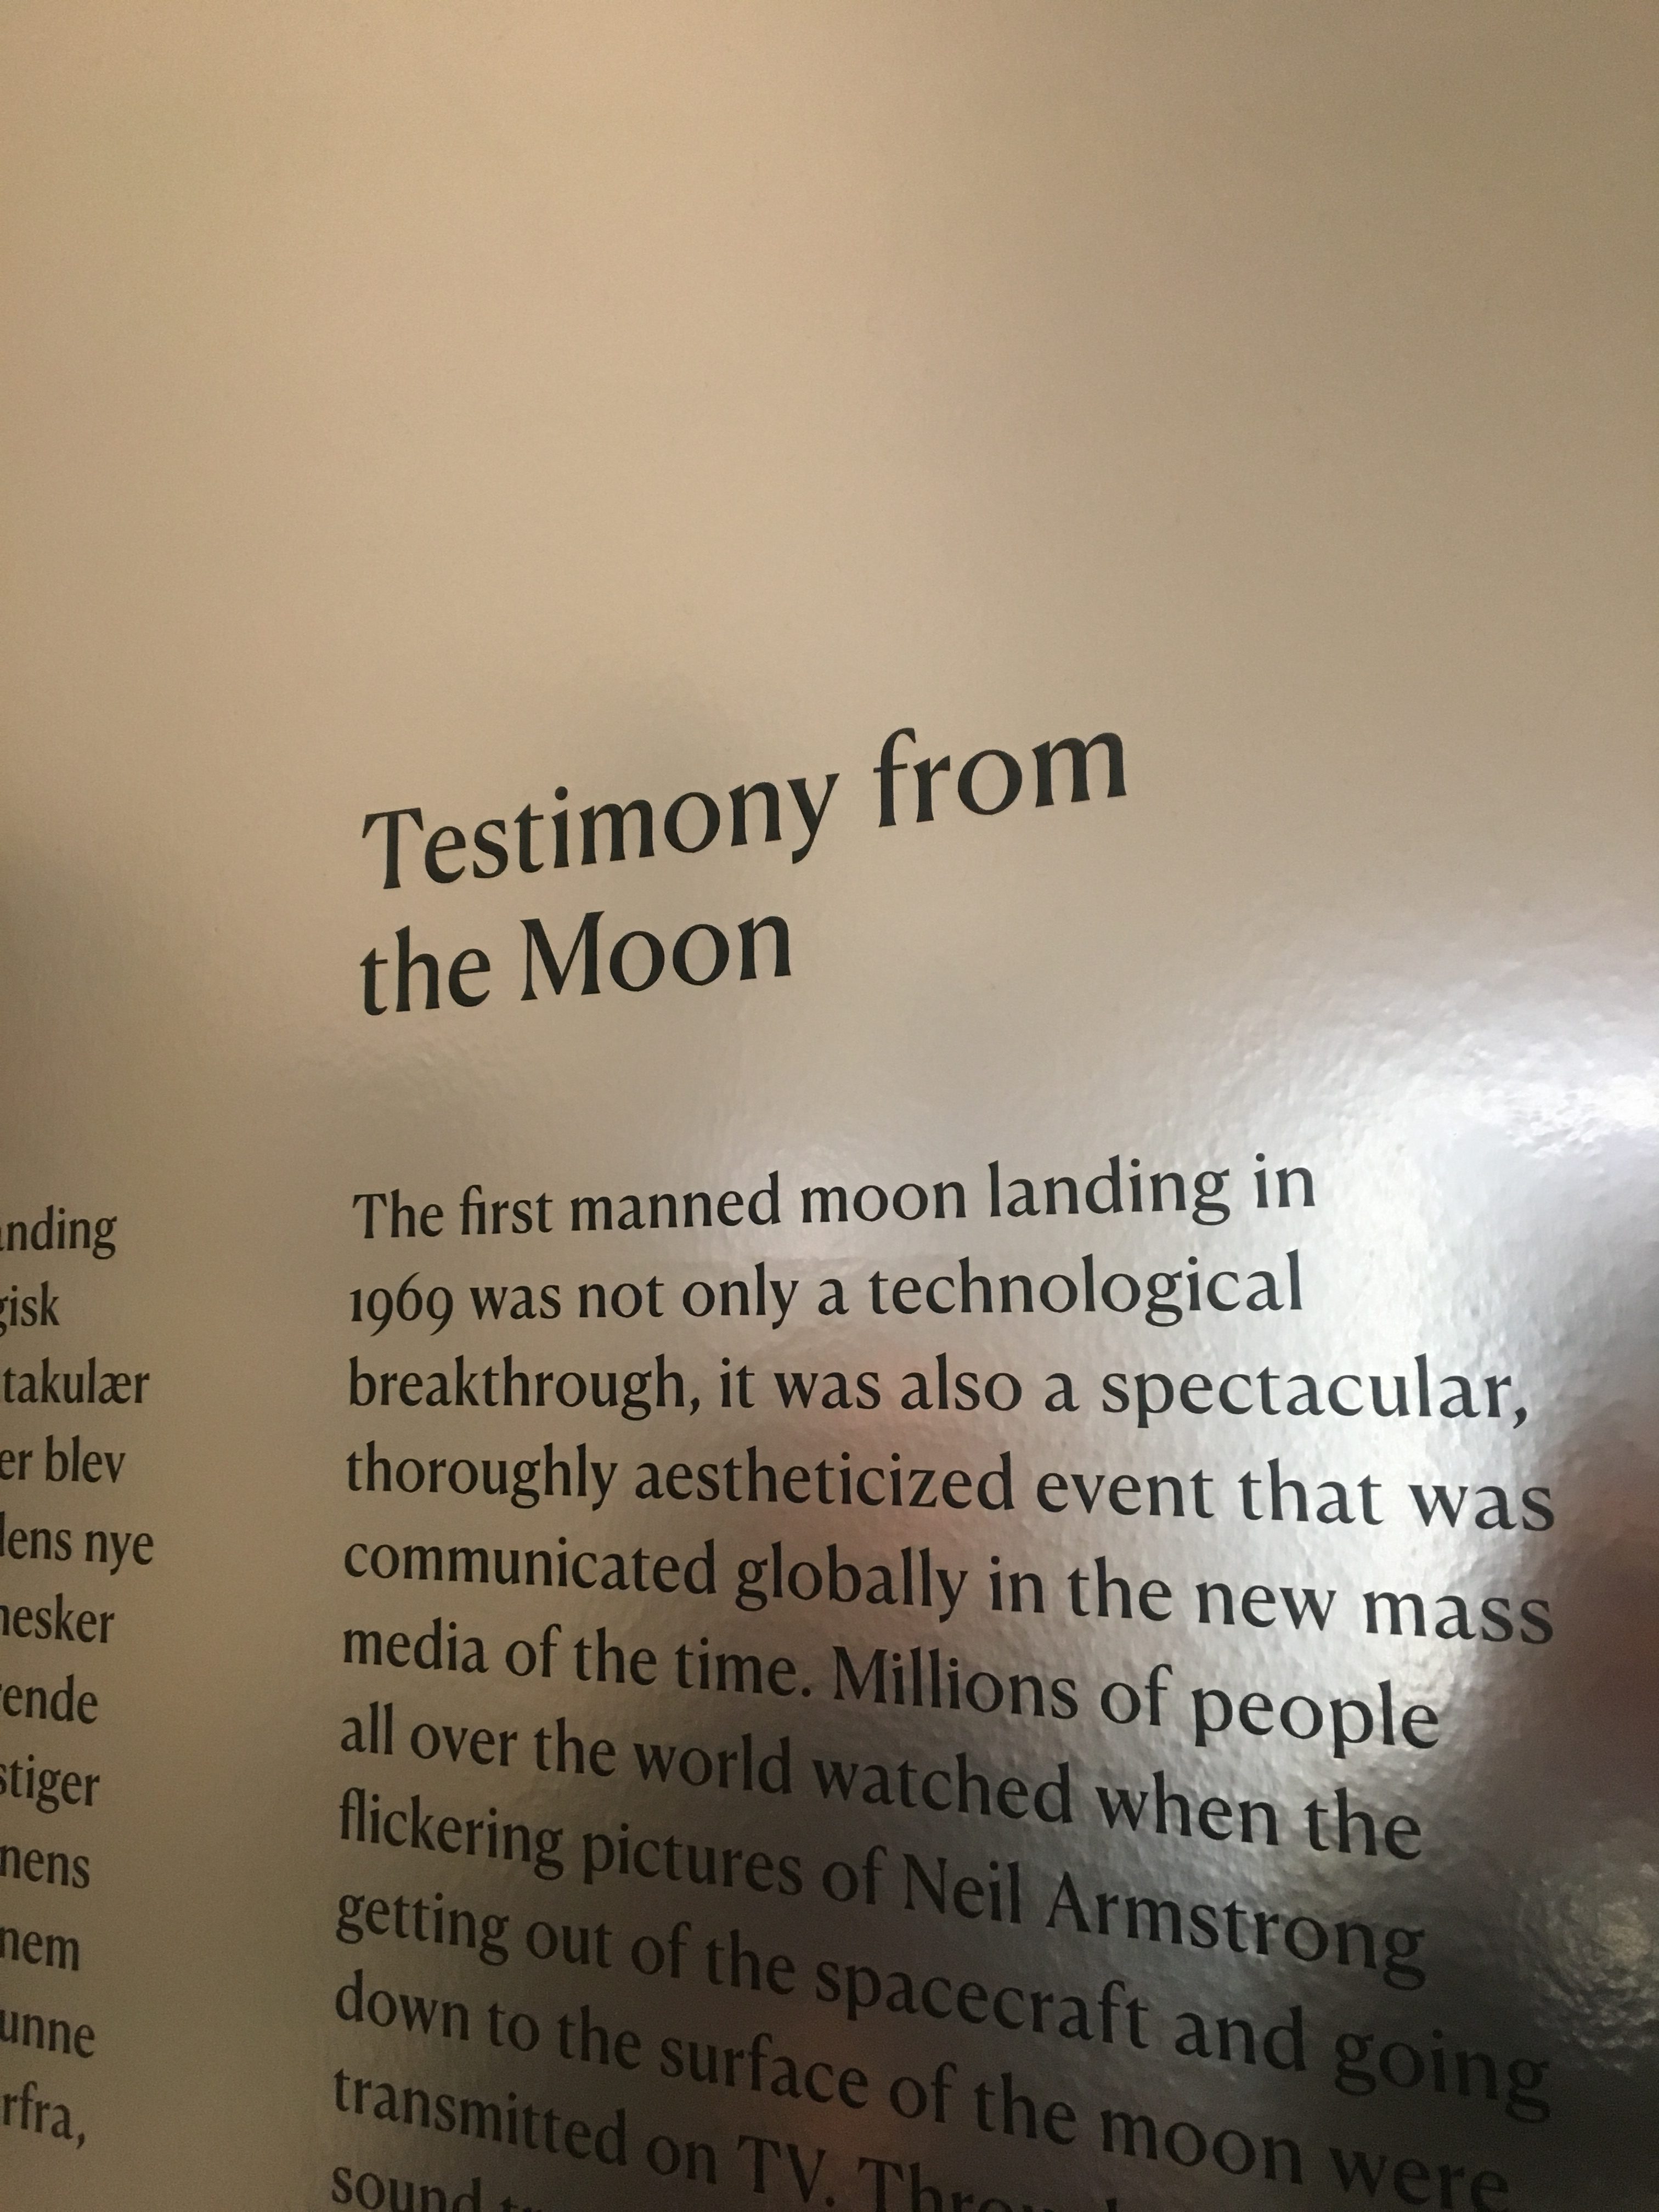 Testimony from
the Moon
The first manned moon landing in
1969 was not only a technological
breakthrough, it was also a spectacular,
thoroughly aestheticized event that was
communicated globally in the new mass
media of the time. Millions of people
all over the world watched when the
flickering pictures of Neil Armstrong
getting out of the spacecraft and going
down to the surface of the moon were
transmitted on TV.
sound
anding
gisk
takulær
er blev
lens nye
nesker
rende
stiger
nens
nem
unne
rfra,